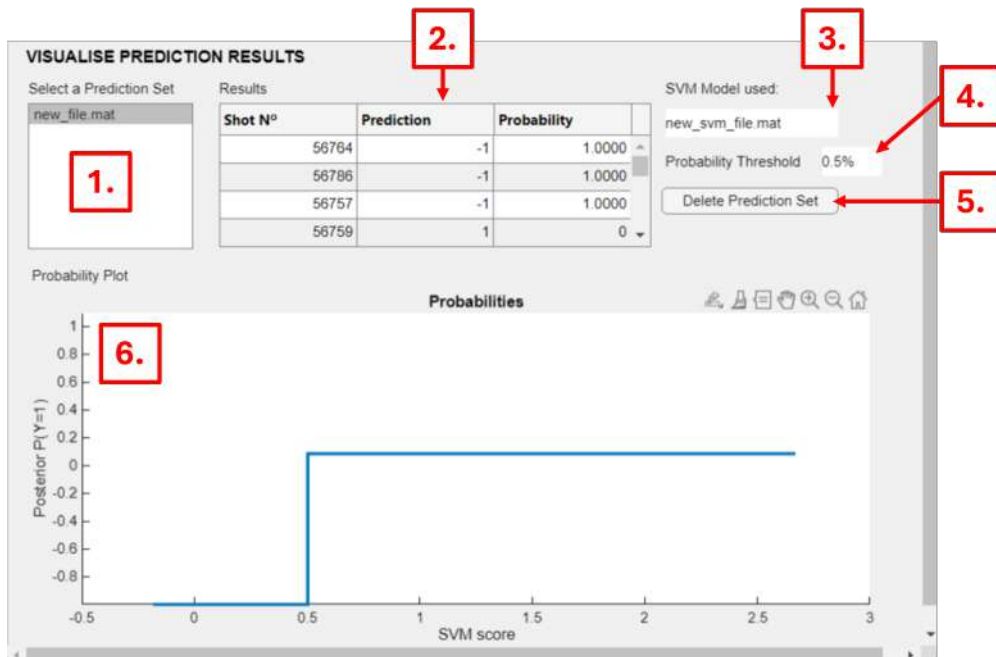 2.
3.
VISUALISE PREDICTION RESULTS
Select a Prediction Set
Results
SVM Model used:
4.
new_file.mat
Shot Nº Prediction Probability
new_svm_file.mat
56764 -1 1.0000
Probability Threshold 0.5%
1.
56786 -1 1.0000
56757 -1 1.0000
Delete Prediction Set
5.
56759 1 0
Probability Plot
Probabilities
6.
1
0.8
0.6
0.4
0.2
0
-0.2
-0.4
-0.6
-0.8
Posterior P(Y=1)
-0.5 0 0.5 1 1.5 2 2.5 3
SVM score